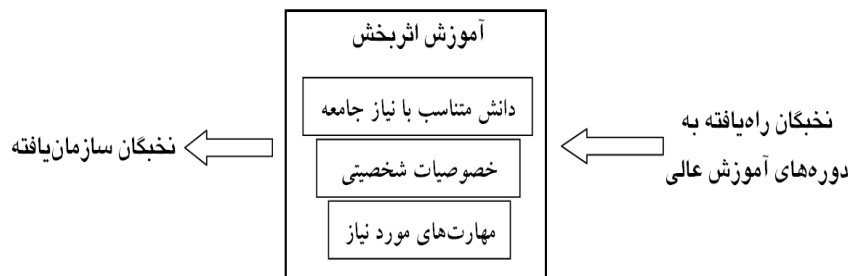 آموزش اثربخش
دانش متناسب با نیاز جامعه
خصوصیات شخصیتی
مهارت‌های مورد نیاز
نخبگان راه‌یافته به
دوره‌های آموزش عالی
نخبگان سازمان‌یافته